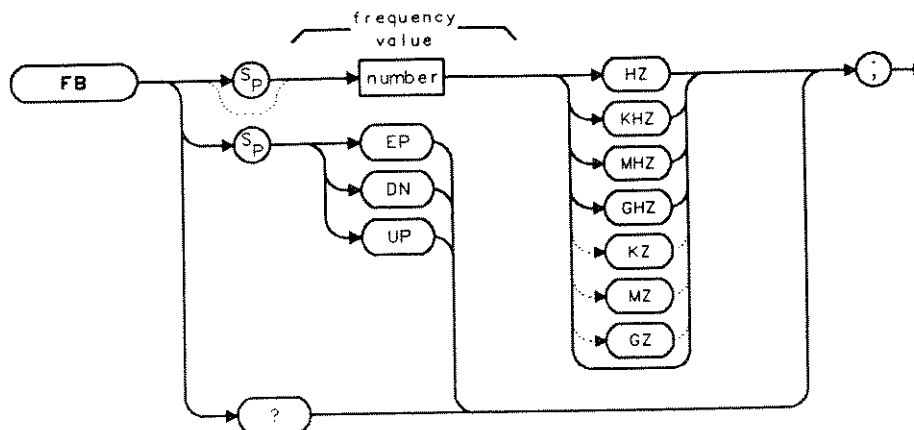 frequency
value
FB
SP
number
HZ
;
KHZ
SP
EP
MHZ
DN
GHZ
UP
KZ
MZ
GZ
?